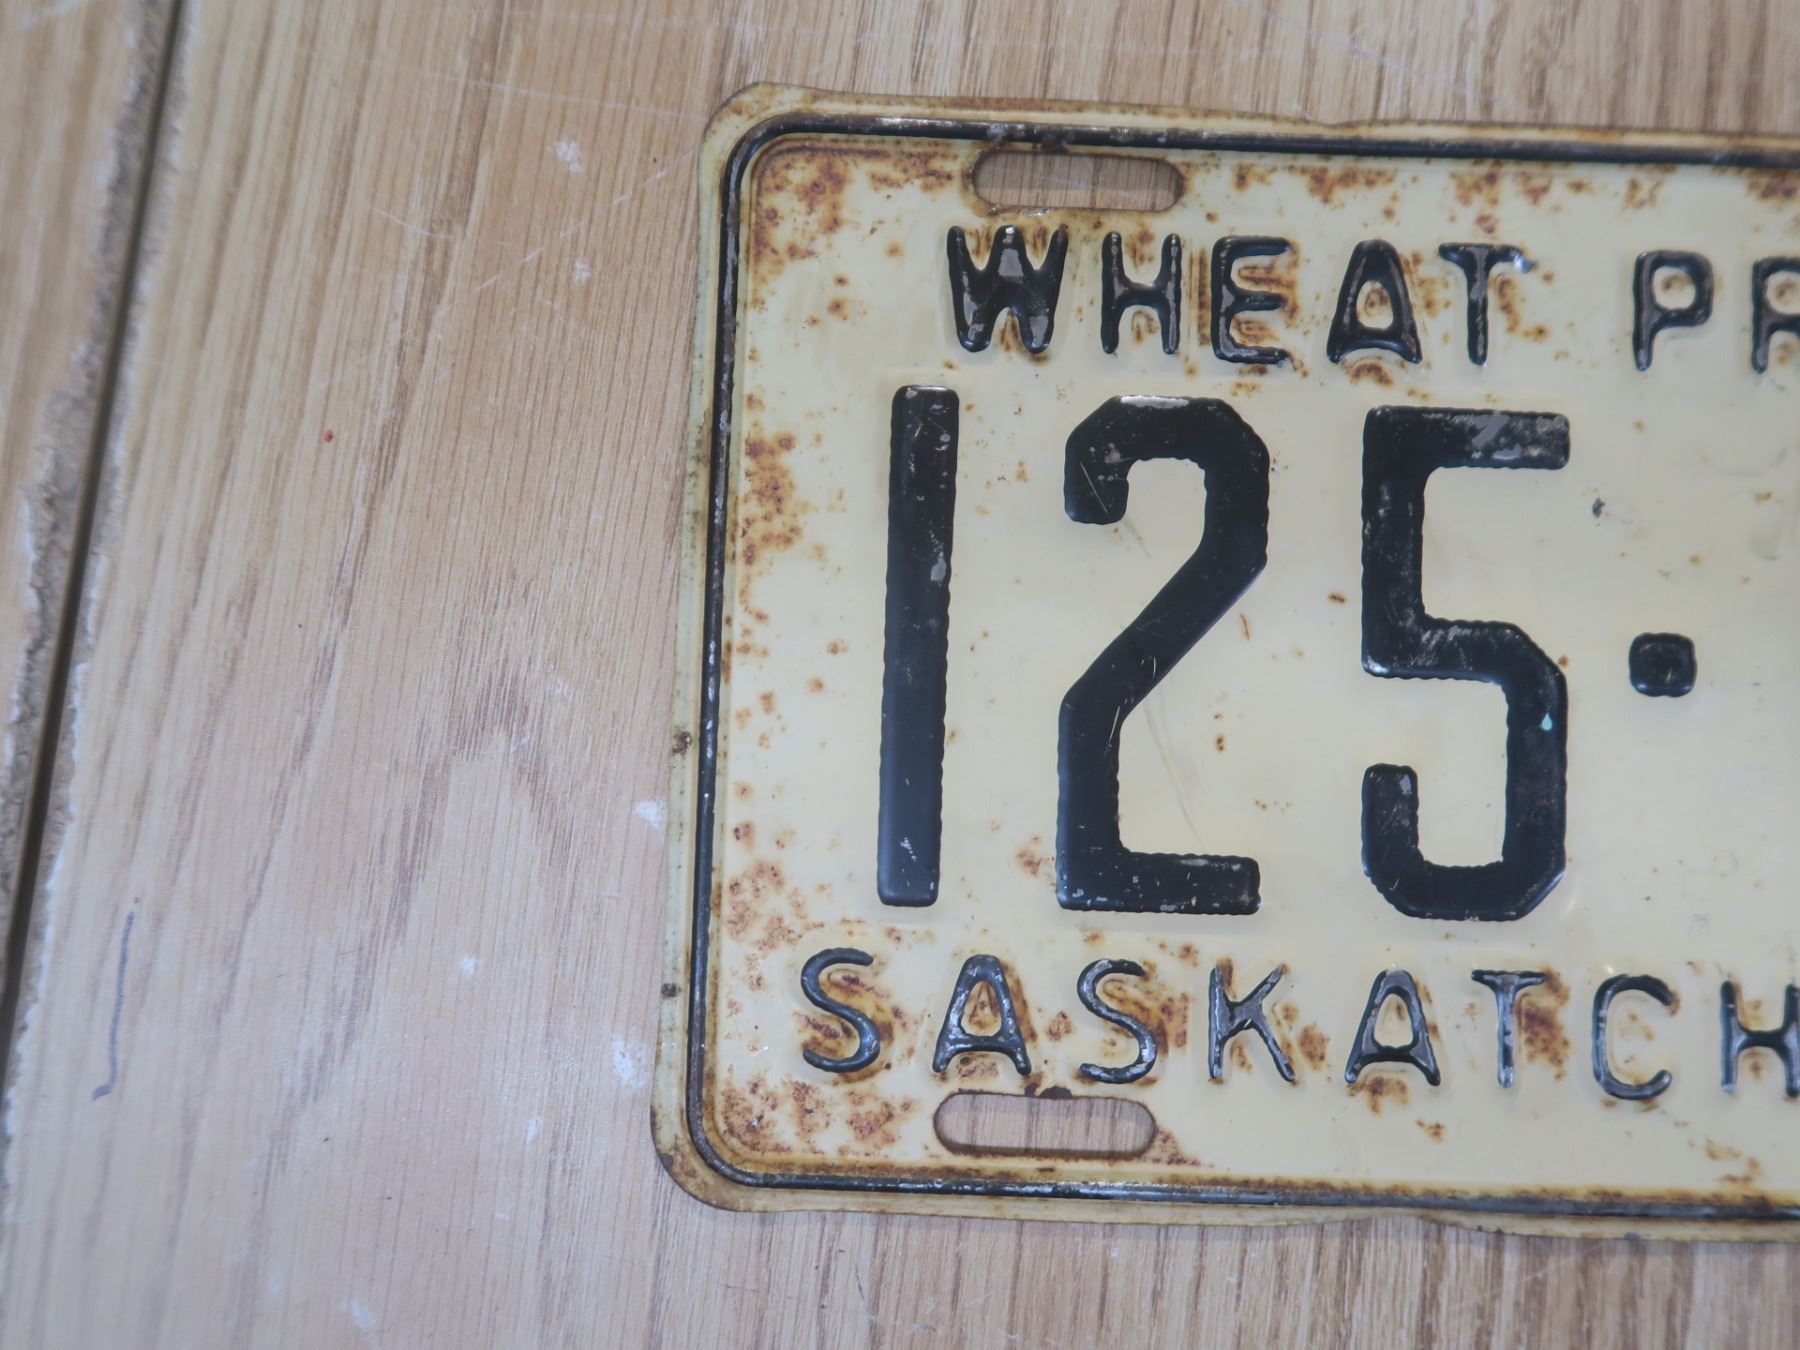 WHEAT PR
125·
SASKATCH